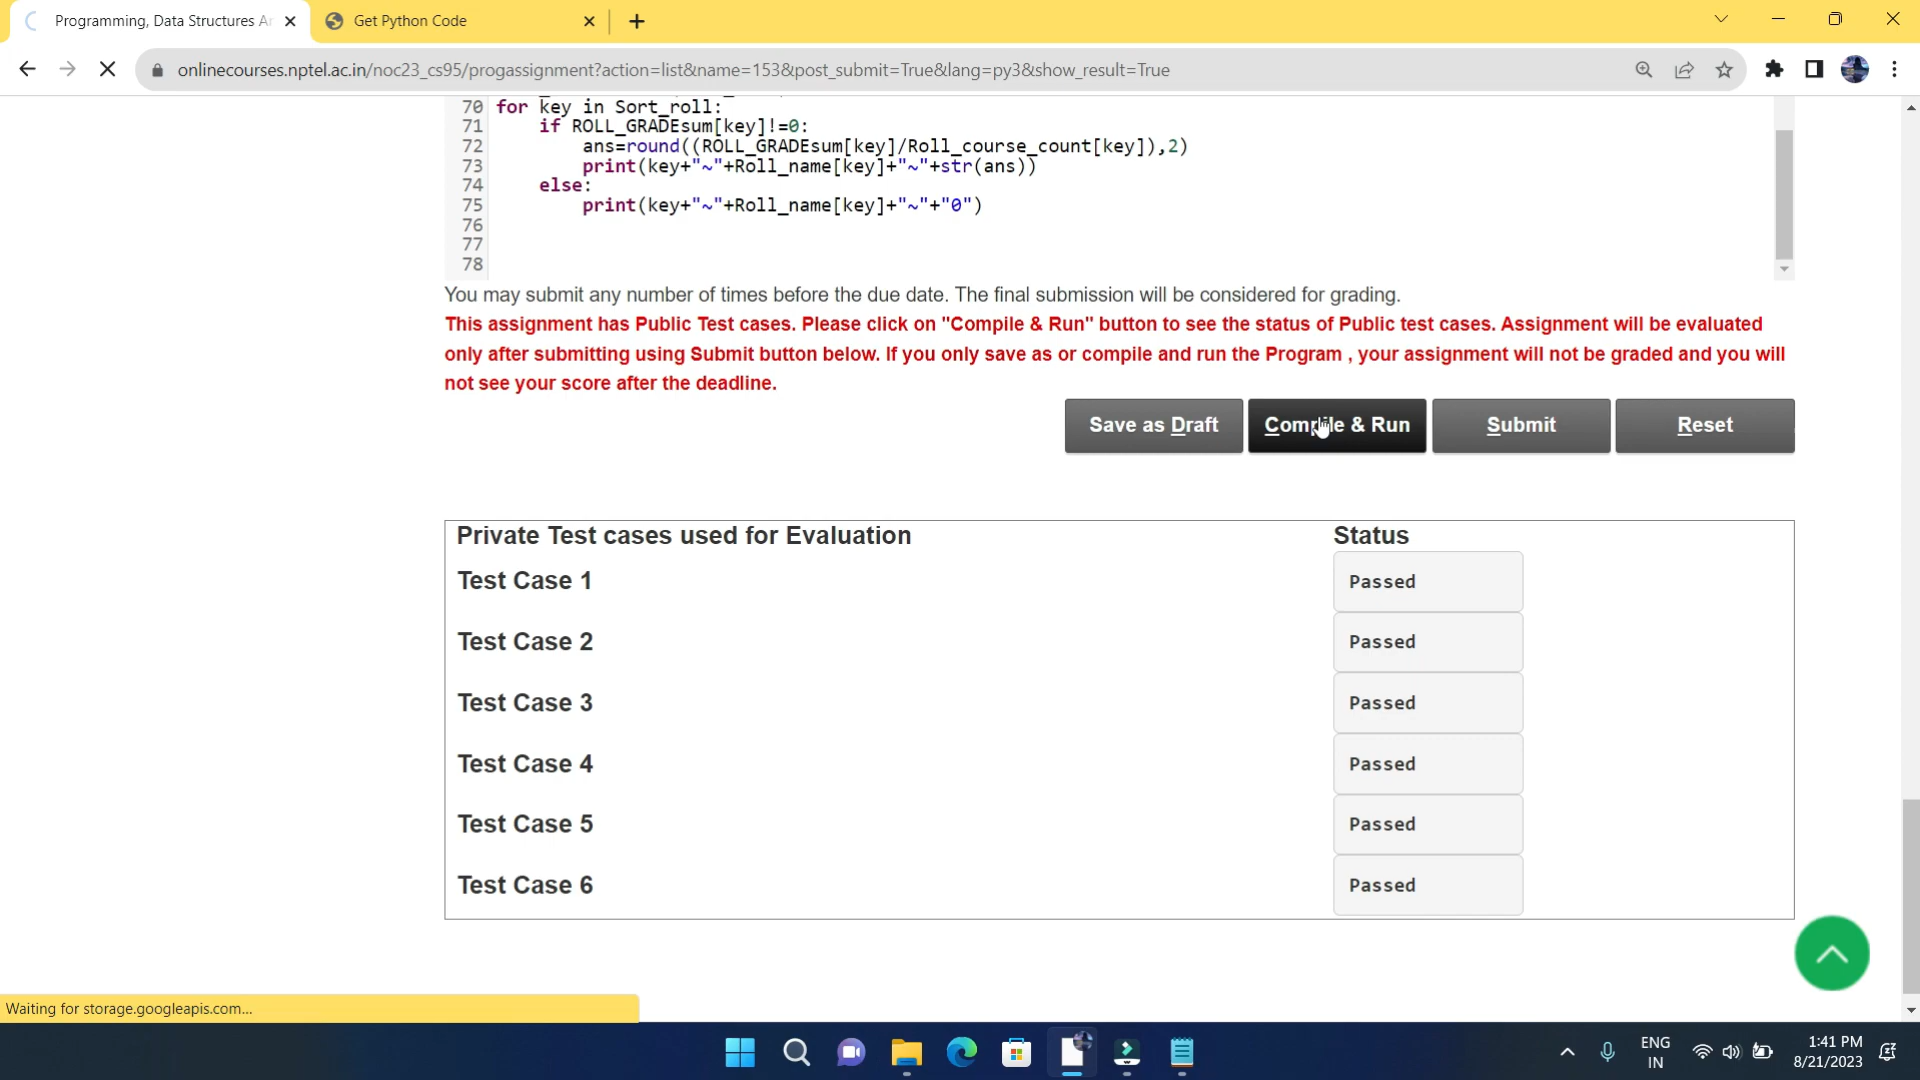 Programming, Data Structures Ar
Get Python Code
onlinecourses.nptel.ac.in/noc23_cs95/progassignment?action=list&name=153&post_submit=True&lang=py3&show_result=True
70 for key in Sort_roll:
71 if ROLL_GRADEsum[key]!=0:
72 ans=round((ROLL_GRADEsum[key]/Roll_course_count[key]),2)
73 print(key+"~"+Roll_name[key]+"~"+str(ans))
74 else:
75 print(key+"~"+Roll_name[key]+"~"+"0")
76
77
78
You may submit any number of times before the due date. The final submission will be considered for grading.
This assignment has Public Test cases. Please click on "Compile & Run" button to see the status of Public test cases. Assignment will be evaluated
only after submitting using Submit button below. If you only save as or compile and run the Program , your assignment will not be graded and you will
not see your score after the deadline.
Save as Draft
Compile & Run
Submit
Reset
Private Test cases used for Evaluation Status
Test Case 1 Passed
Test Case 2 Passed
Test Case 3 Passed
Test Case 4 Passed
Test Case 5 Passed
Test Case 6 Passed
Waiting for storage.googleapis.com...
ENG
IN
1:41 PM
8/21/2023